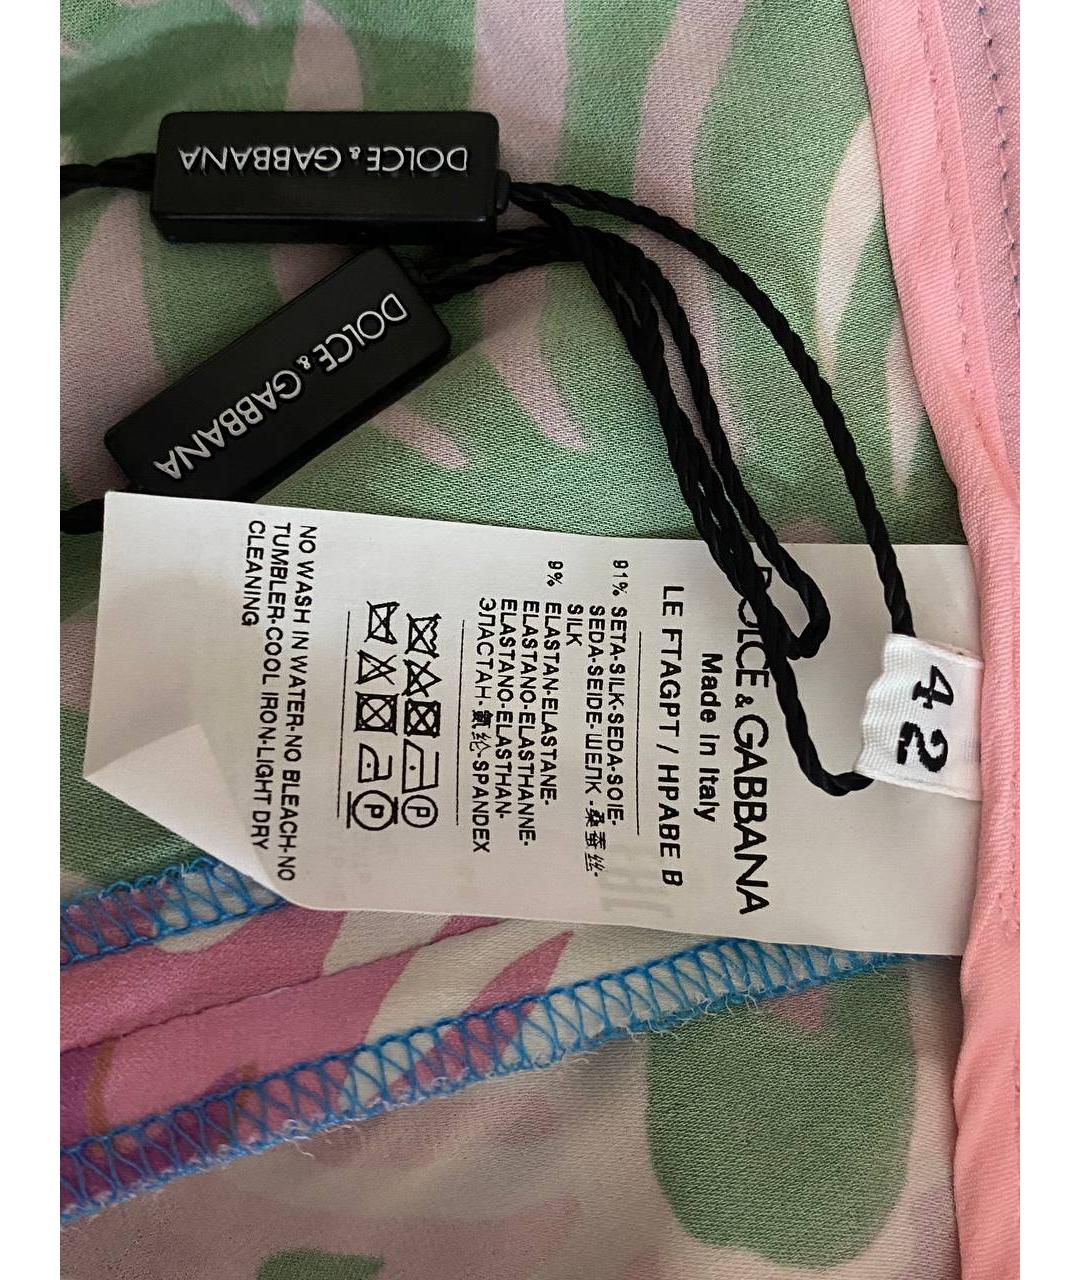 DOLCE & GABBANA
DOLCE & GABBANA
42
DOLCE & GABBANA
Made in Italy
LE FTAGPT / HPABE B
91% SETA-SILK-SEDA-SOIE-
SEDA-SEIDE-ШЕЛК -桑蚕丝-
SILK
9% ELASTAN-ELASTANE-
ELASTANO-ELASTHANNE-
ELASTANO-ELASTHAN-
ЭЛАСТАН-氨纶-SPANDEX
P
P
NO WASH IN WATER-NO BLEACH-NO
TUMBLER-COOL IRON-LIGHT DRY
CLEANING